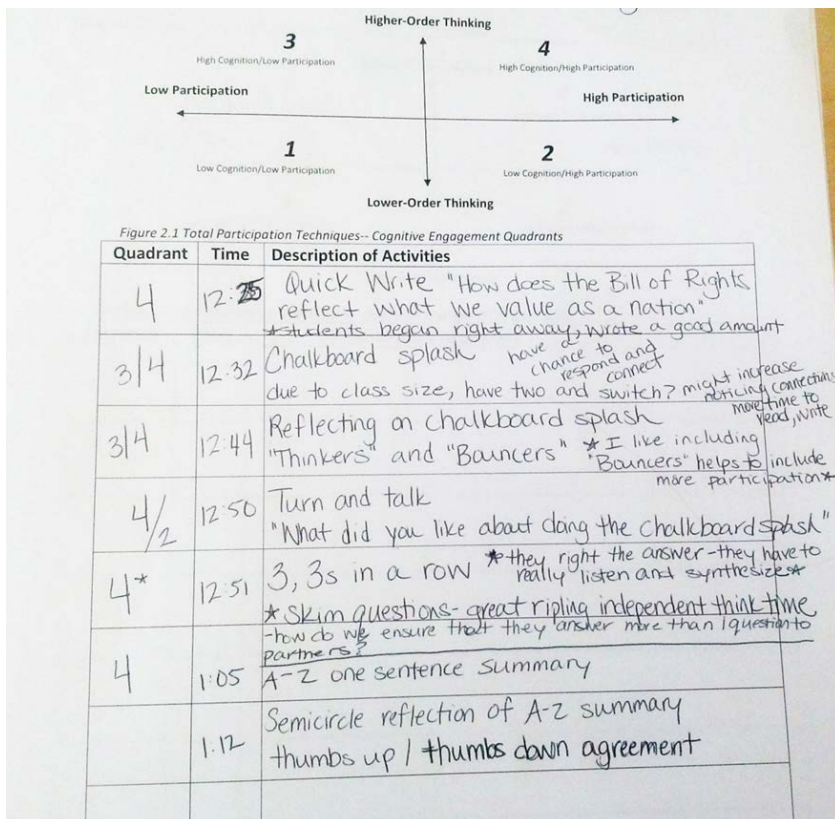 Higher-Order Thinking
3
High Cognition/Low Participation
4
High Cognition/High Participation
Low Participation
High Participation
1
Low Cognition/Low Participation
2
Low Cognition/High Participation
Lower-Order Thinking
Figure 2.1 Total Participation Techniques-- Cognitive Engagement Quadrants
Quadrant Time Description of Activities
4 12:25 Quick Write "How does the Bill of Rights
reflect what we value as a nation"
*students began right away, wrote a good amount
3/4 12:32 Chalkboard splash
have a
chance to
respond and
connect
due to class size, have two and switch? might increase
noticing connections
more time to
read, write
3/4 12:44 Reflecting on chalkboard splash
"Thinkers" and "Bouncers" * I like including
"Bouncers" helps to include
more participation*
4/2 12:50 Turn and talk
"What did you like about doing the Chalkboard splash"
4* 12:51 3, 3s in a row *they right the answer-they have to
really listen and synthesize*
* Skim questions- great ripling independent think time
-how do we ensure that they answer more than 1 question to
partners?
4 1:05 A-Z one sentence summary
1:12 Semicircle reflection of A-Z summary
thumbs up / thumbs down agreement